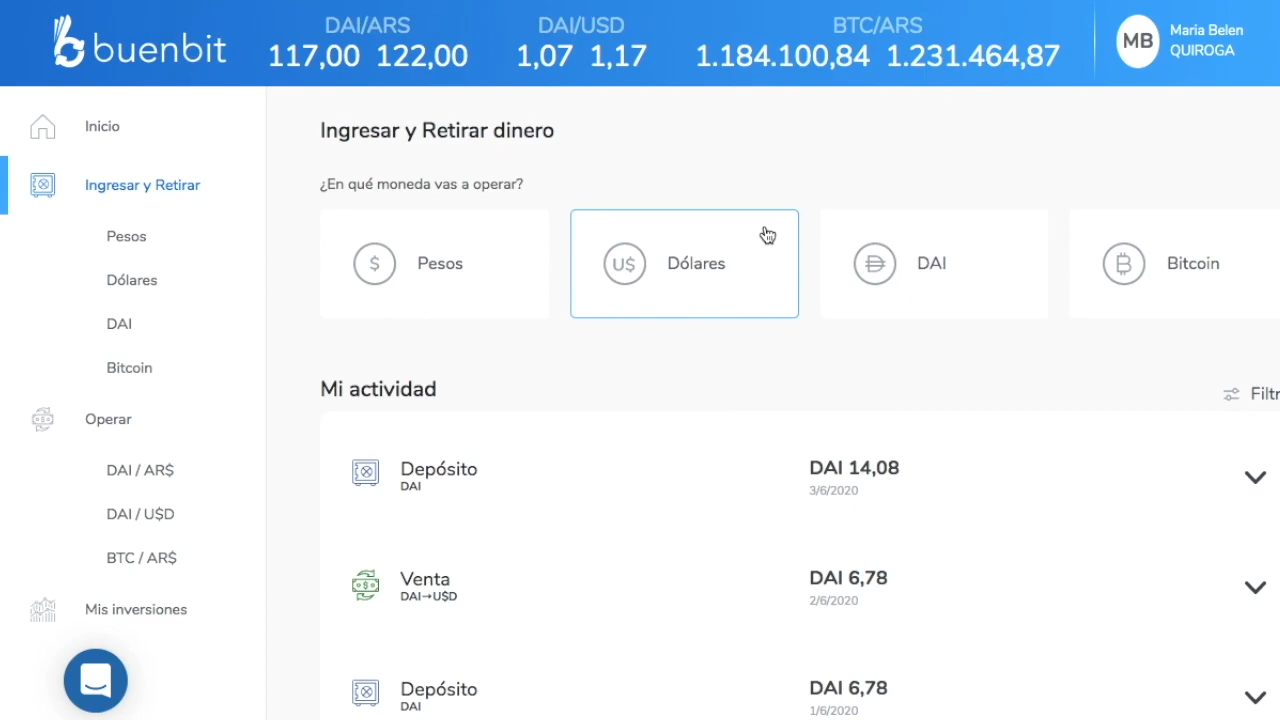 buenbit
DAI/ARS
117,00 122,00
DAI/USD
1,07 1,17
BTC/ARS
1.184.100,84 1.231.464,87
MB
Maria Belen
QUIROGA
Inicio
Ingresar y Retirar
Pesos
Dólares
DAI
Bitcoin
Operar
DAI / AR$
DAI / U$D
BTC / AR$
Mis inversiones
Ingresar y Retirar dinero
¿En qué moneda vas a operar?
$ Pesos
U$ Dólares
DAI
Bitcoin
Mi actividad
Filtr
Depósito
DAI
DAI 14,08
3/6/2020
Venta
DAI→U$D
DAI 6,78
2/6/2020
Depósito
DAI
DAI 6,78
1/6/2020